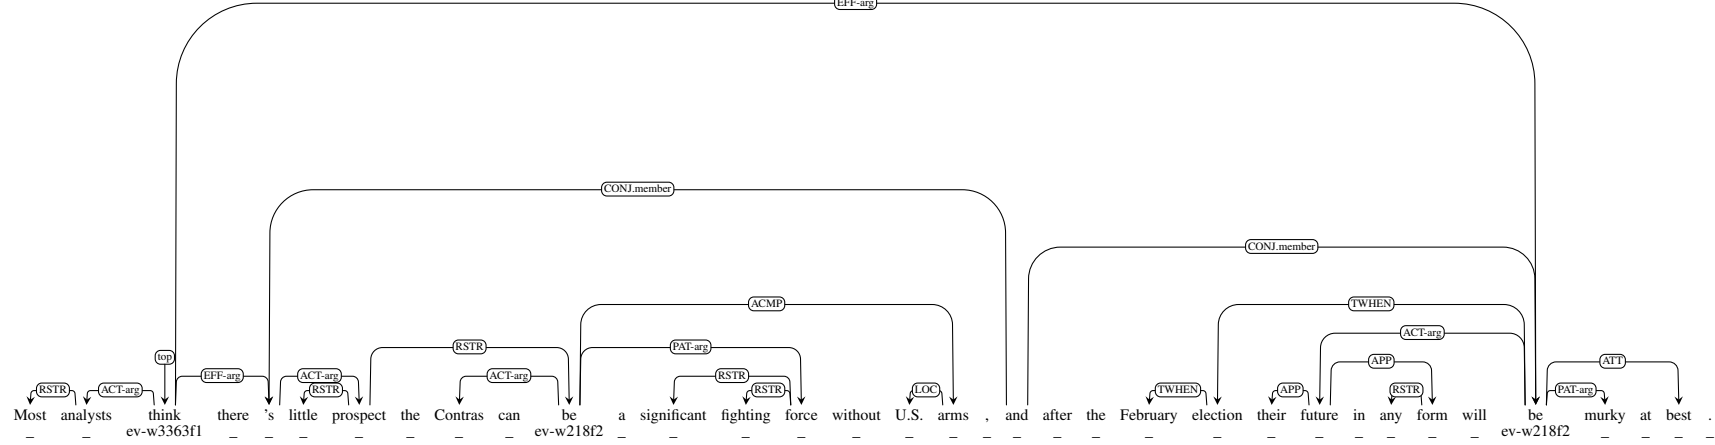 EFF-arg
CONJ.member
CONJ.member
ACMP TWHEN
ACT-arg
top RSTR PAT-arg APP ATT
RSTR ACT-arg EFF-arg ACT-arg RSTR ACT-arg RSTR RSTR LOC TWHEN APP RSTR PAT-arg
Most analysts think there 's little prospect the Contras can be a significant fighting force without U.S. arms , and after the February election their future in any form will be murky at best .
_ _ ev-w3363f1 _ _ _ _ _ _ _ ev-w218f2 _ _ _ _ _ _ _ _ _ _ _ _ _ _ _ _ _ _ _ ev-w218f2 _ _ _ _